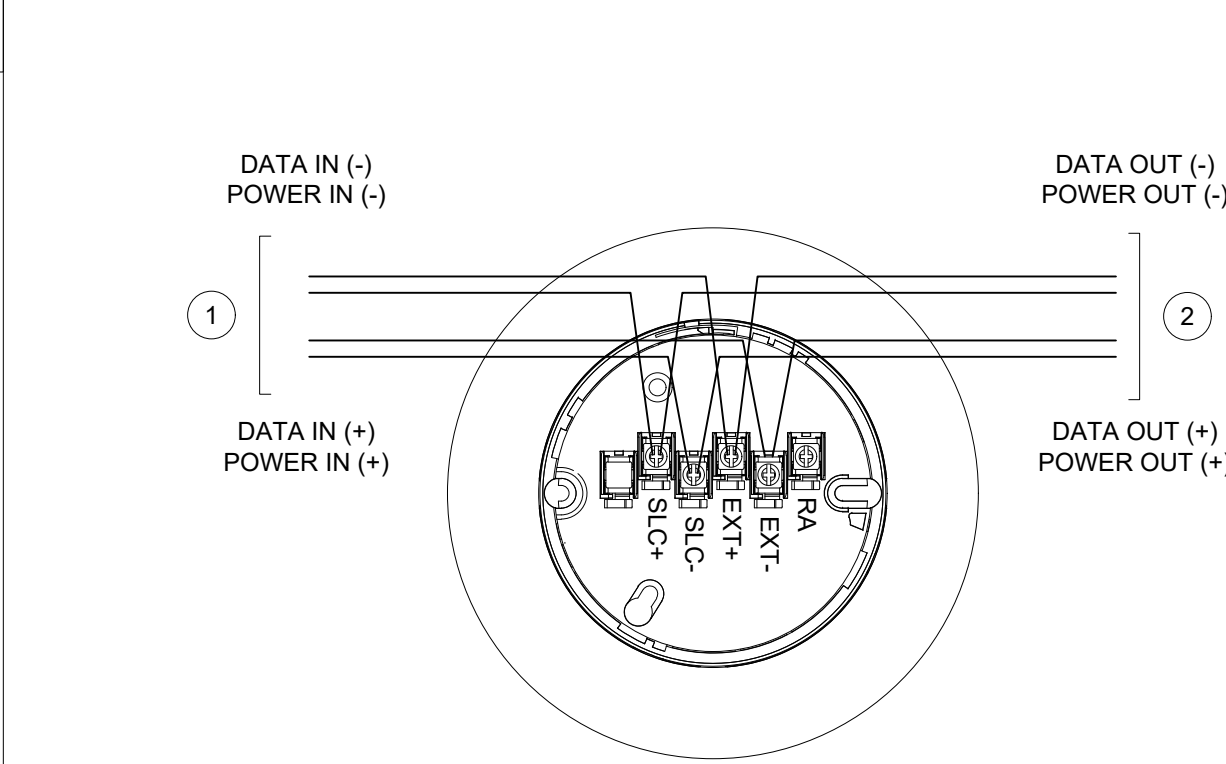 DATA IN (-)
POWER IN (-)
DATA OUT (-)
POWER OUT (-)
1
2
DATA IN (+)
POWER IN (+)
DATA OUT (+)
POWER OUT (+)
SLC+
SLC-
EXT+
EXT-
RA